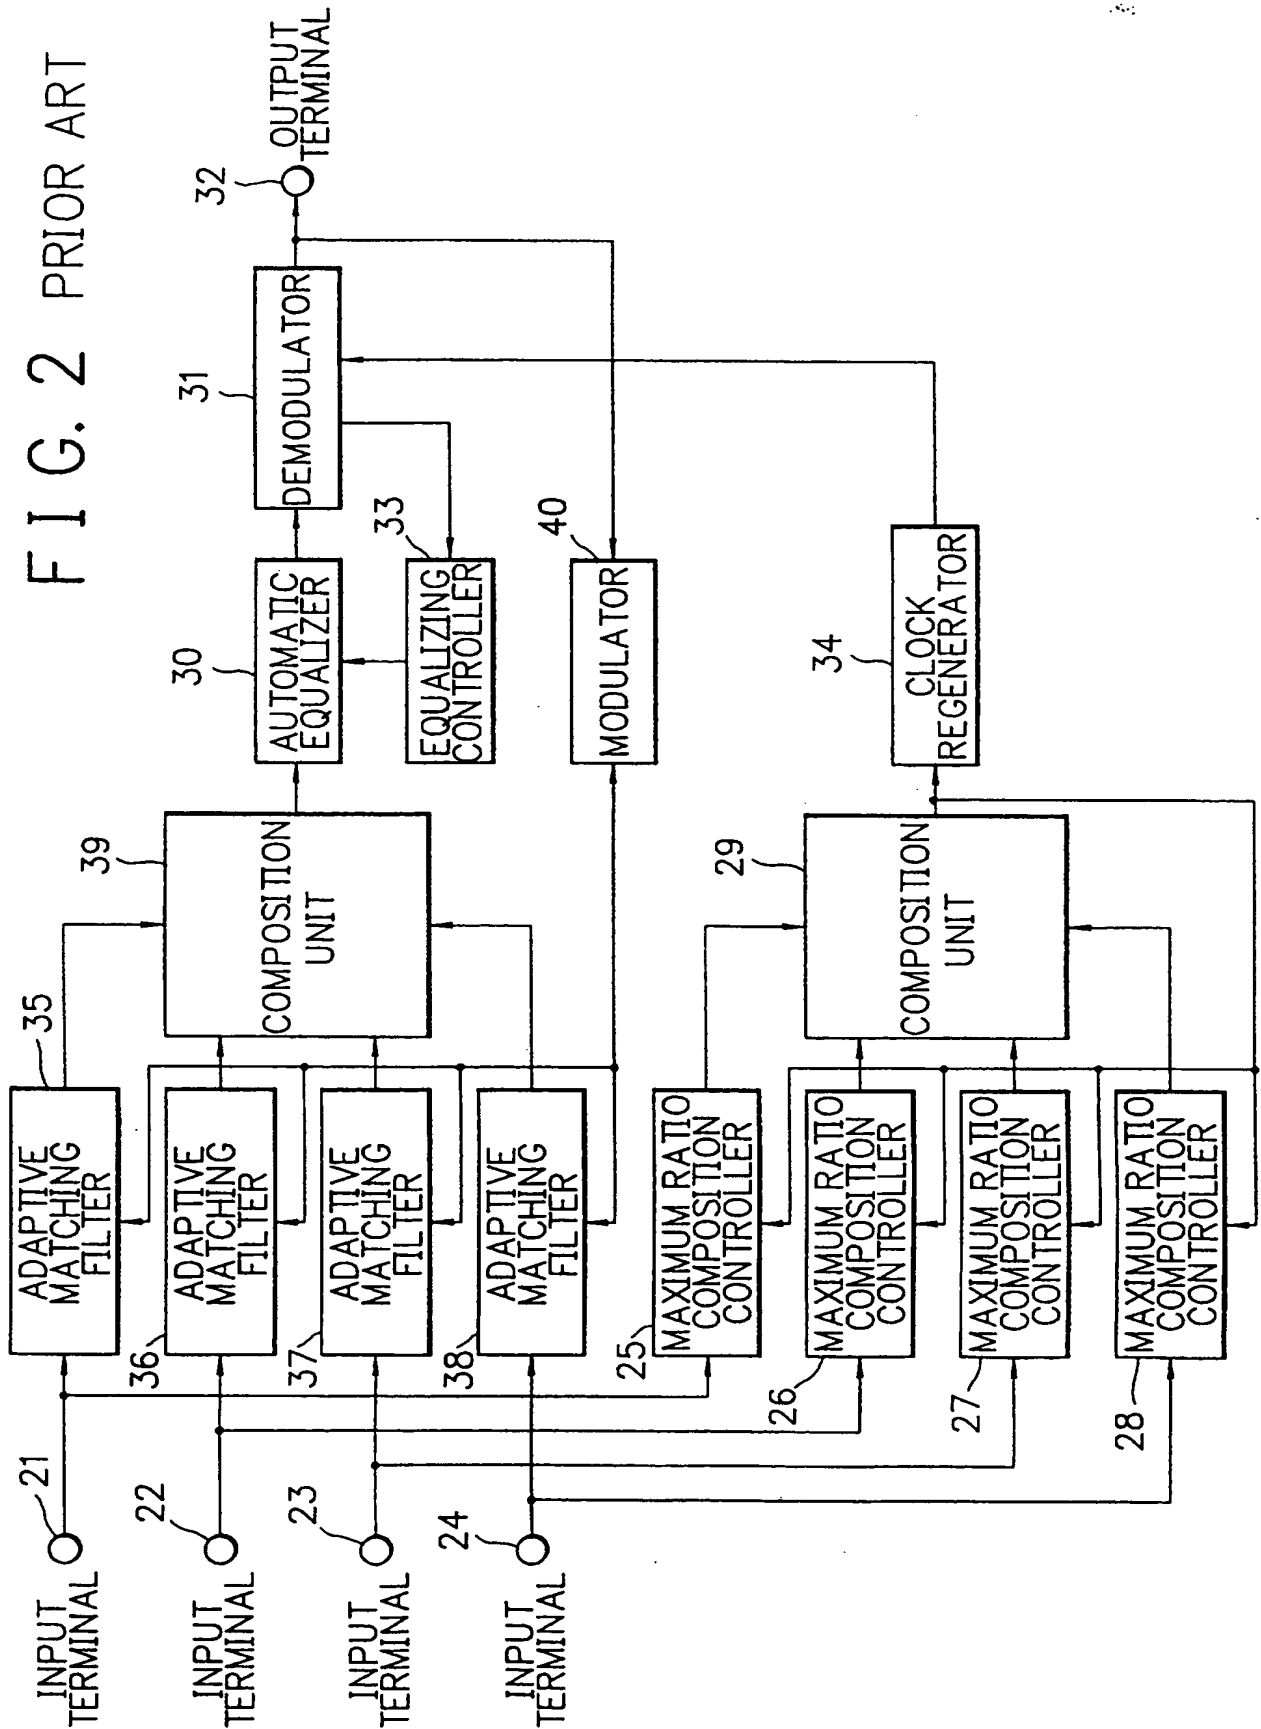 FIG. 2 PRIOR ART
INPUT
TERMINAL
21
INPUT
TERMINAL
22
INPUT
TERMINAL
23
INPUT
TERMINAL
24
35
ADAPTIVE
MATCHING
FILTER
36
ADAPTIVE
MATCHING
FILTER
37
ADAPTIVE
MATCHING
FILTER
38
ADAPTIVE
MATCHING
FILTER
25
MAXIMUM RATIO
COMPOSITION
CONTROLLER
26
MAXIMUM RATIO
COMPOSITION
CONTROLLER
27
MAXIMUM RATIO
COMPOSITION
CONTROLLER
28
MAXIMUM RATIO
COMPOSITION
CONTROLLER
39
COMPOSITION
UNIT
29
COMPOSITION
UNIT
30
AUTOMATIC
EQUALIZER
33
EQUALIZING
CONTROLLER
40
MODULATOR
34
CLOCK
REGENERATOR
31
DEMODULATOR
32
OUTPUT
TERMINAL